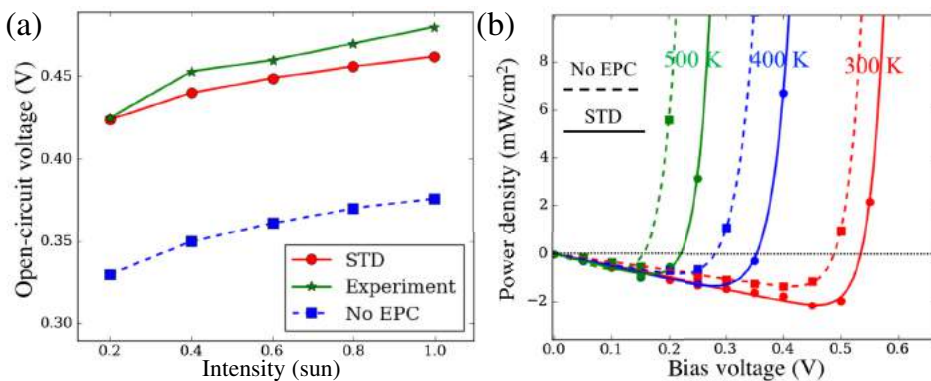 (a)
Open-circuit voltage (V)
0.45
0.40
0.35
0.30
STD
Experiment
No EPC
0.2 0.4 0.6 0.8 1.0
Intensity (sun)
(b)
Power density (mW/cm²)
8
6
4
2
0
−2
No EPC
STD
500 K 400 K 300 K
0.0 0.1 0.2 0.3 0.4 0.5 0.6
Bias voltage (V)